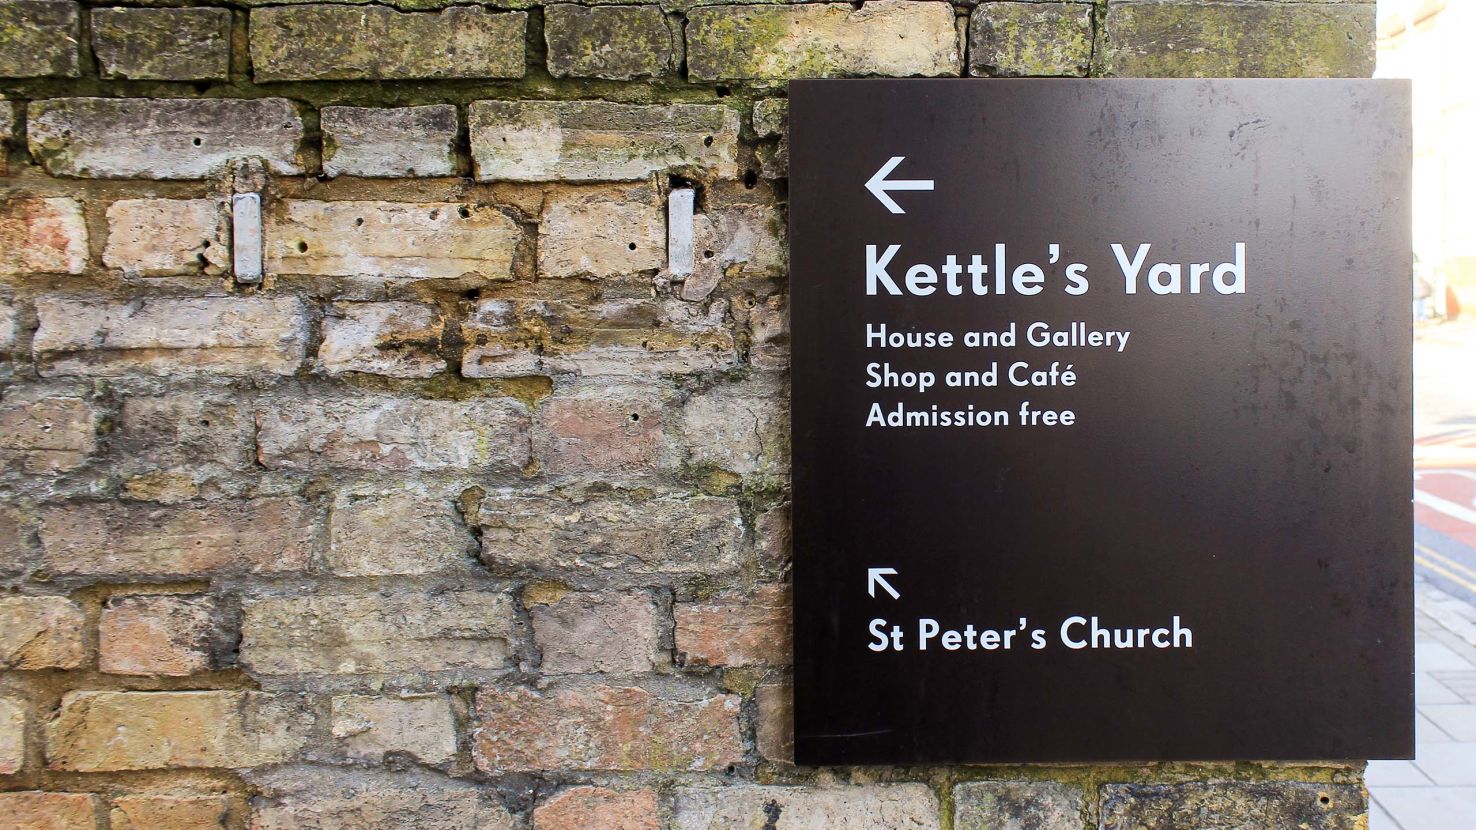 Kettle’s Yard
House and Gallery
Shop and Café
Admission free
St Peter’s Church